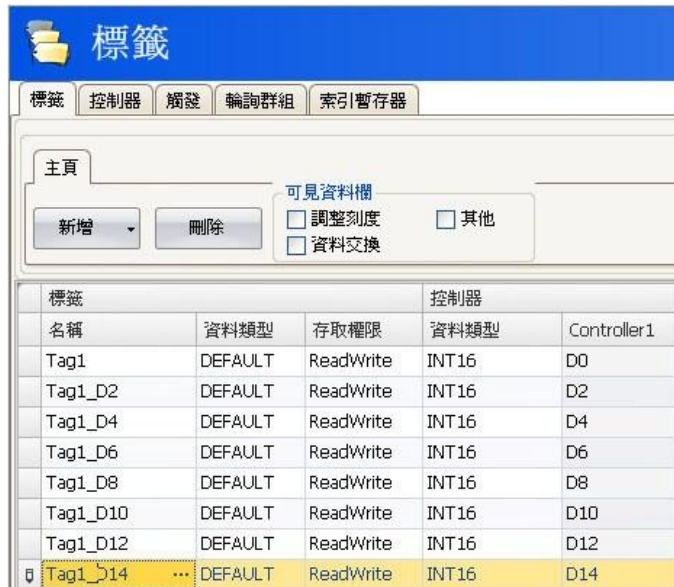 標籤
標籤 控制器 觸發 輪詢群組 索引暫存器
主頁
可見資料欄
新增 刪除 調整刻度 其他
資料交換
標籤 控制器
名稱 資料類型 存取權限 資料類型 Controller1
Tag1 DEFAULT ReadWrite INT16 D0
Tag1_D2 DEFAULT ReadWrite INT16 D2
Tag1_D4 DEFAULT ReadWrite INT16 D4
Tag1_D6 DEFAULT ReadWrite INT16 D6
Tag1_D8 DEFAULT ReadWrite INT16 D8
Tag1_D10 DEFAULT ReadWrite INT16 D10
Tag1_D12 DEFAULT ReadWrite INT16 D12
Tag1_D14 ... DEFAULT ReadWrite INT16 D14